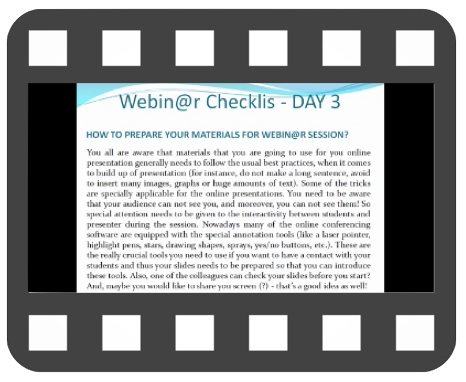 Webin@r Checklis - DAY 3
HOW TO PREPARE YOUR MATERIALS FOR WEBIN@R SESSION?
You all are aware that materials that you are going to use for you online
presentation generally needs to follow the usual best practices, when it comes
to build up of presentation (for instance, do not make a long sentence, avoid
to insert many images, graphs or huge amounts of text). Some of the tricks
are specially applicable for the online presentations. You need to be aware
that your audience can not see you, and moreover, you can not see them! So
special attention needs to be given to the interactivity between students and
presenter during the session. Nowadays many of the online conferencing
software are equipped with the special annotation tools (like a laser pointer,
highlight pens, stars, drawing shapes, sprays, yes/no buttons, etc.). These are
the really crucial tools you need to use if you want to have a contact with your
students and thus your slides needs to be prepared so that you can introduce
these tools. Also, one of the colleagues can check your slides before you start?
And, maybe you would like to share you screen (?) - that's a good idea as well!